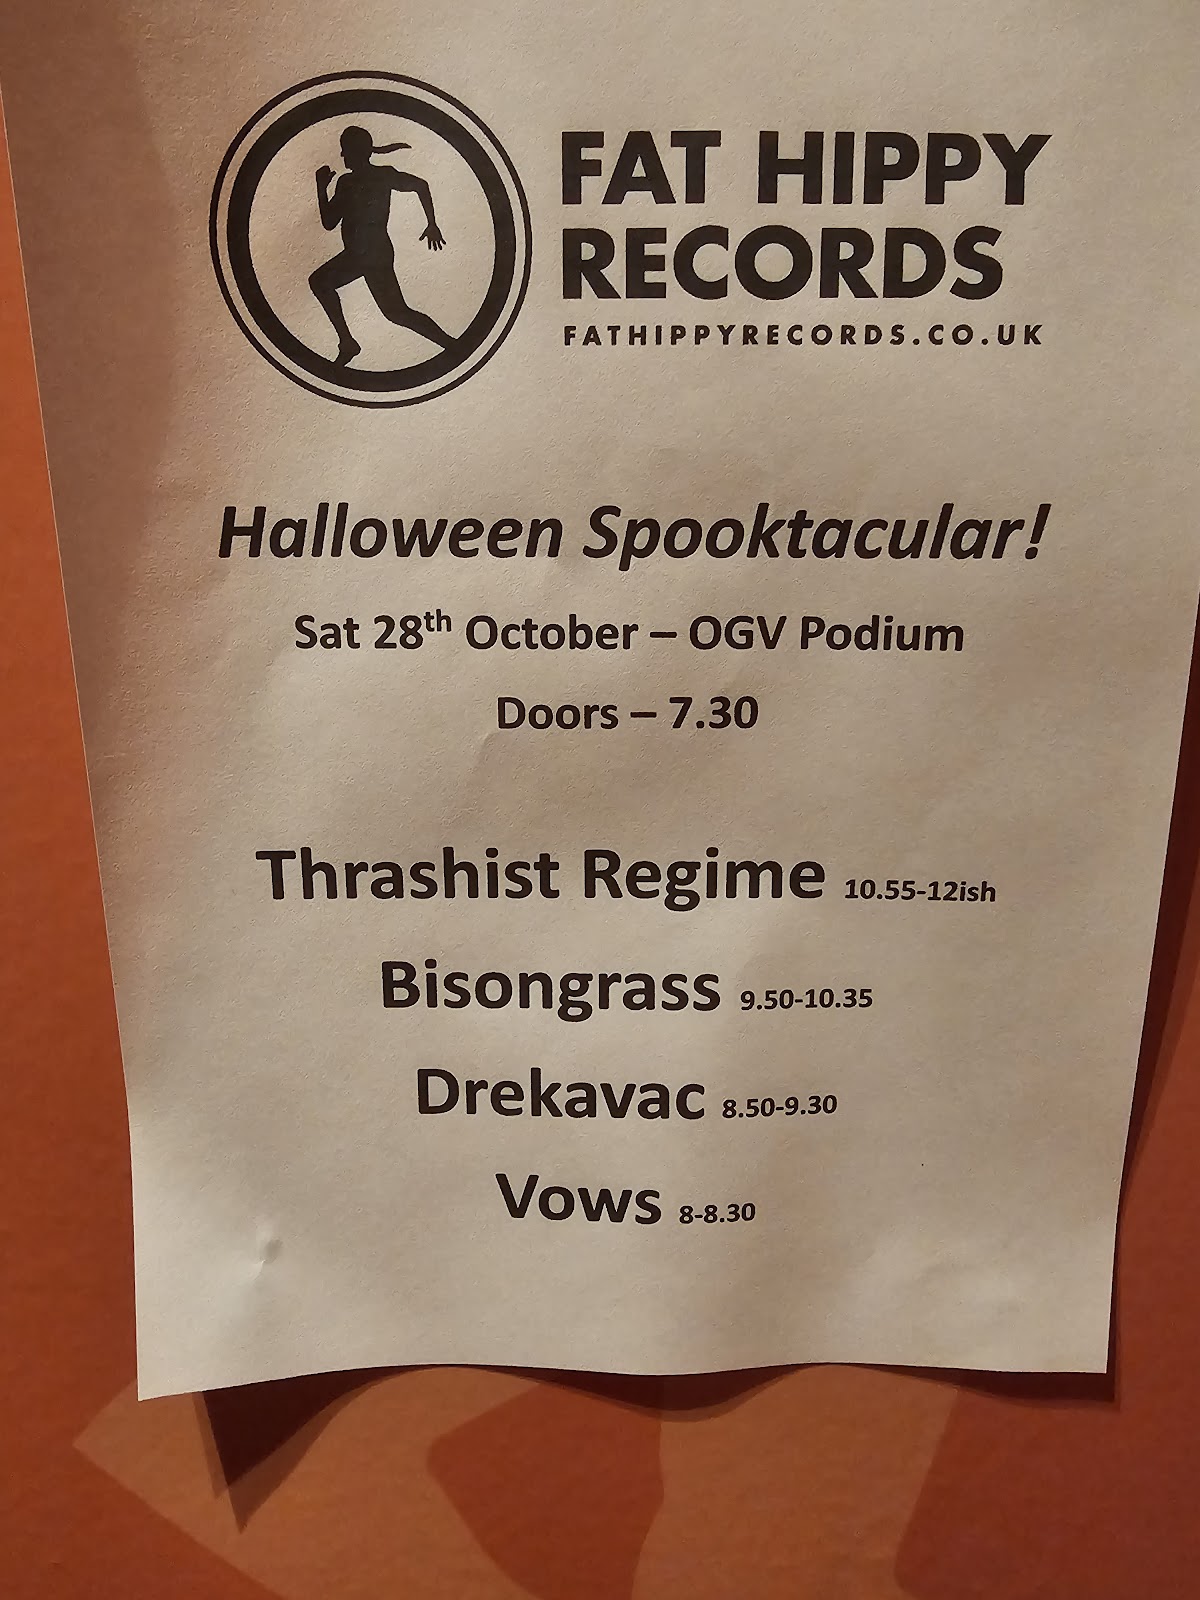 FAT HIPPY
RECORDS
FATHIPPYRECORDS.CO.UK
Halloween Spooktacular!
Sat 28th October – OGV Podium
Doors – 7.30
Thrashist Regime 10.55-12ish
Bisongrass 9.50-10.35
Drekavac 8.50-9.30
Vows 8-8.30